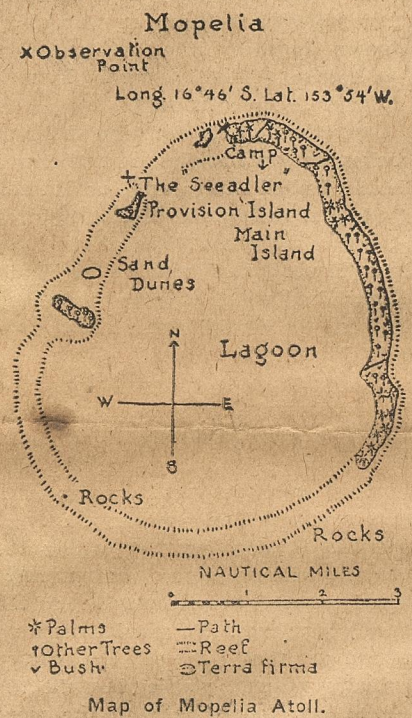 Mopelia
x Observation
Point
Long. 16°46' S. Lat. 153°54' W.
Camp
+ The "Seeadler"
Provision Island
Main
Island
Sand
Dunes
Lagoon
N
W E
S
Rocks
Rocks
NAUTICAL MILES
0 1 2 3
Palms
Path
Other Trees
Reef
Bush
Terra firma
Map of Mopelia Atoll.